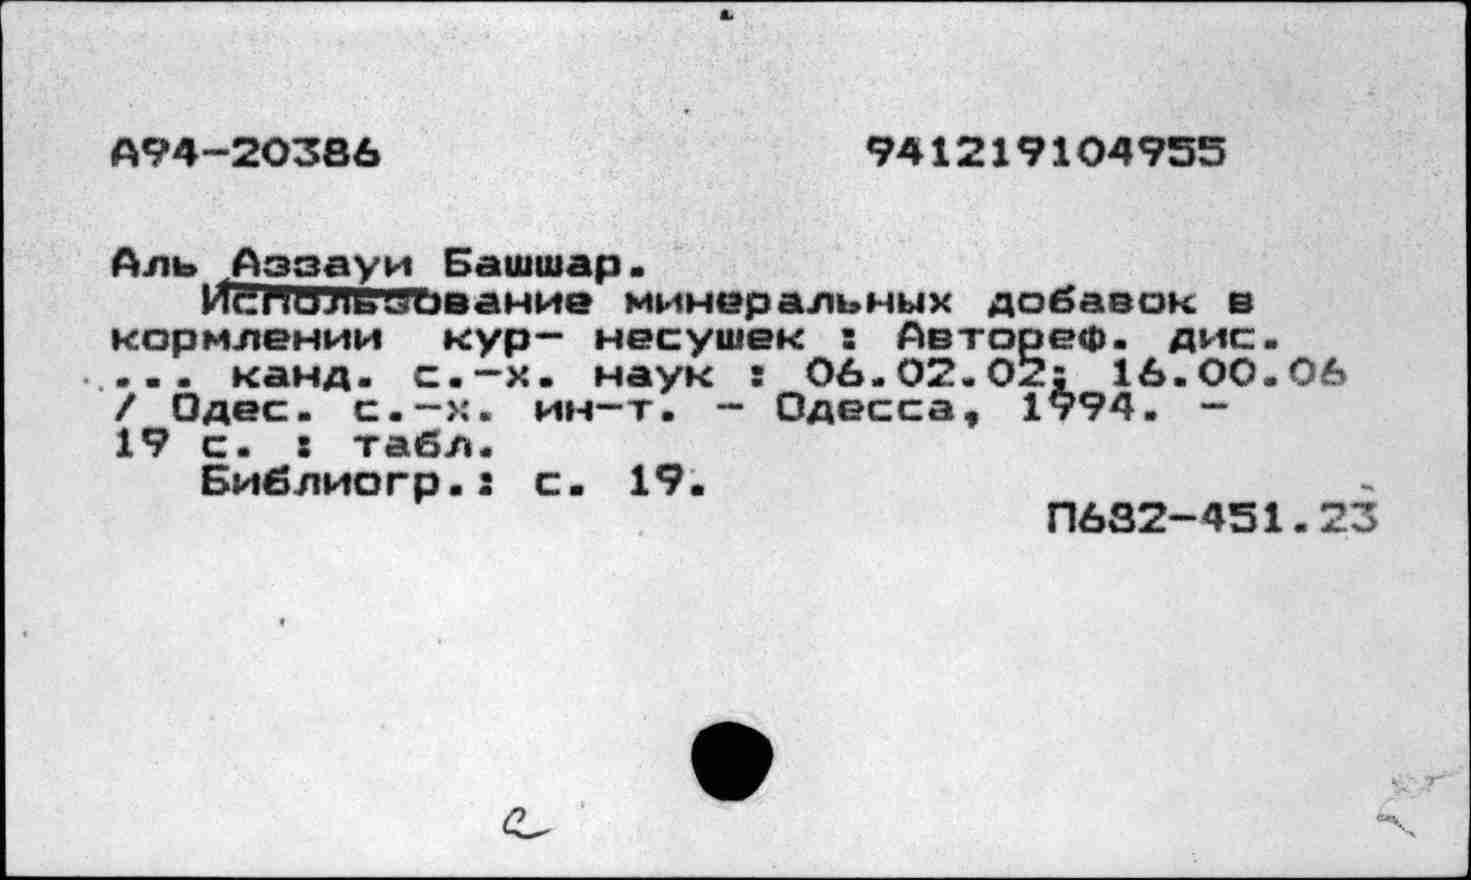 А94-20386 941219104955
Аль Аззауи Башшар.
Использование минеральных добавок в
кормлении кур- несушек : Автореф. дис.
... канд. с.-х. наук : 06.02.02; 16.00.06
/ Одес. с.-х. ин-т. - Одесса, 1994. -
19 с. : табл.
Библиогр.: с. 19.
П682-451.23